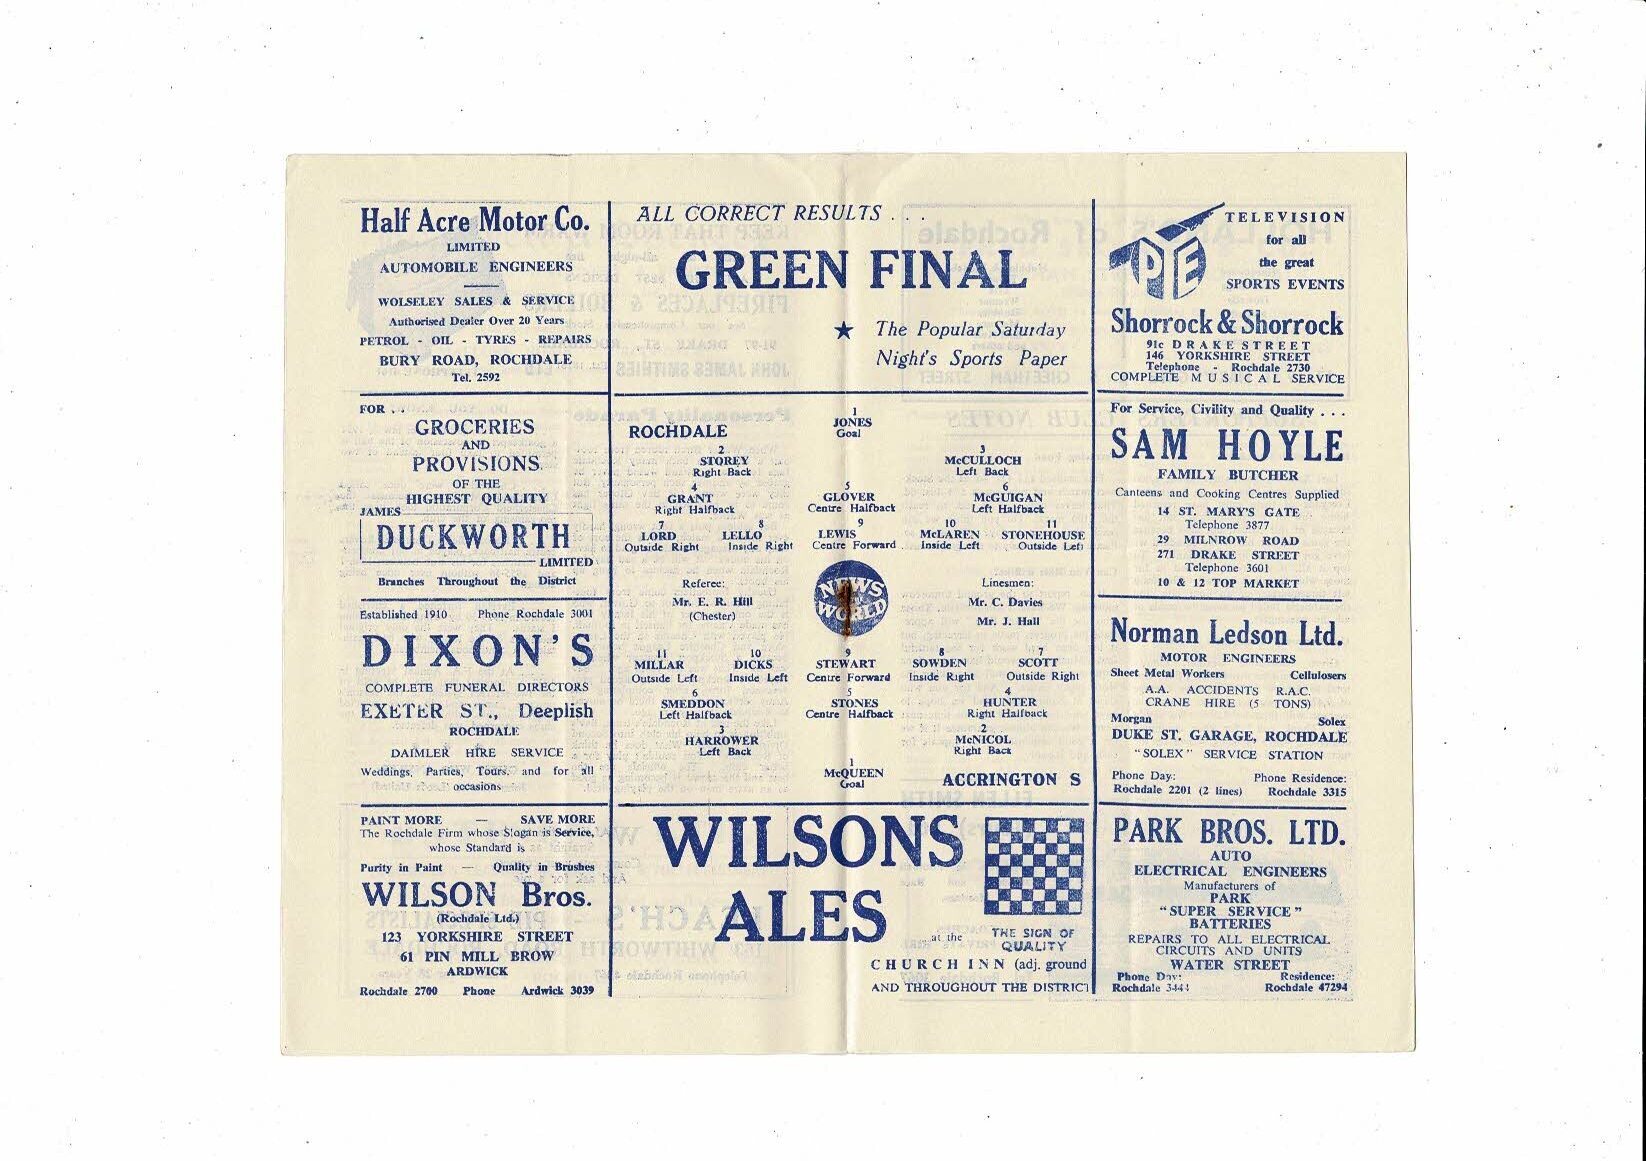 Half Acre Motor Co.
LIMITED
AUTOMOBILE ENGINEERS
WOLSELEY SALES & SERVICE
Authorised Dealer Over 20 Years
PETROL - OIL - TYRES - REPAIRS
BURY ROAD, ROCHDALE
Tel. 2592
FOR . . .
GROCERIES
AND
PROVISIONS
OF THE
HIGHEST QUALITY
JAMES
DUCKWORTH
LIMITED
Branches Throughout the District
Established 1910 Phone Rochdale 3001
DIXON'S
COMPLETE FUNERAL DIRECTORS
EXETER ST., Deeplish
ROCHDALE
DAIMLER HIRE SERVICE
Weddings, Parties, Tours, and for all
occasions
PAINT MORE — SAVE MORE
The Rochdale Firm whose Slogan is Service,
whose Standard is
Purity in Paint — Quality in Brushes
WILSON Bros.
(Rochdale Ltd.)
123 YORKSHIRE STREET
61 PIN MILL BROW
ARDWICK
Rochdale 2700 Phone Ardwick 3039
ALL CORRECT RESULTS . . .
GREEN FINAL
★ The Popular Saturday
Night's Sports Paper
ROCHDALE
1
JONES
Goal
2 3
STOREY McCULLOCH
Right Back Left Back
4 5 6
GRANT GLOVER McGUIGAN
Right Halfback Centre Halfback Left Halfback
7 8 9 10 11
LORD LELLO LEWIS McLAREN STONEHOUSE
Outside Right Inside Right Centre Forward Inside Left Outside Left
Referee: Linesmen:
Mr. E. R. Hill Mr. C. Davies
(Chester) Mr. J. Hall
NEWS
WORLD
11 10 9 8 7
MILLAR DICKS STEWART SOWDEN SCOTT
Outside Left Inside Left Centre Forward Inside Right Outside Right
6 5 4
SMEDDON STONES HUNTER
Left Halfback Centre Halfback Right Halfback
3 2
HARROWER McNICOL
Left Back Right Back
1
McQUEEN
Goal
ACCRINGTON S
WILSONS
ALES
at the
THE SIGN OF
QUALITY
CHURCH INN (adj. ground
AND THROUGHOUT THE DISTRICT
PTE
TELEVISION
for all
the great
SPORTS EVENTS
Shorrock & Shorrock
91c DRAKE STREET
146 YORKSHIRE STREET
Telephone - Rochdale 2730
COMPLETE MUSICAL SERVICE
For Service, Civility and Quality . . .
SAM HOYLE
FAMILY BUTCHER
Canteens and Cooking Centres Supplied
14 ST. MARY'S GATE
Telephone 3877
29 MILNROW ROAD
271 DRAKE STREET
Telephone 3601
10 & 12 TOP MARKET
Norman Ledson Ltd.
MOTOR ENGINEERS
Sheet Metal Workers Cellulosers
A.A. ACCIDENTS R.A.C.
CRANE HIRE (5 TONS)
Morgan Solex
DUKE ST. GARAGE, ROCHDALE
"SOLEX" SERVICE STATION
Phone Day: Phone Residence:
Rochdale 2201 (2 lines) Rochdale 3315
PARK BROS. LTD.
AUTO
ELECTRICAL ENGINEERS
Manufacturers of
PARK
"SUPER SERVICE"
BATTERIES
REPAIRS TO ALL ELECTRICAL
CIRCUITS AND UNITS
WATER STREET
Phone Day: Residence:
Rochdale 3444 Rochdale 47294